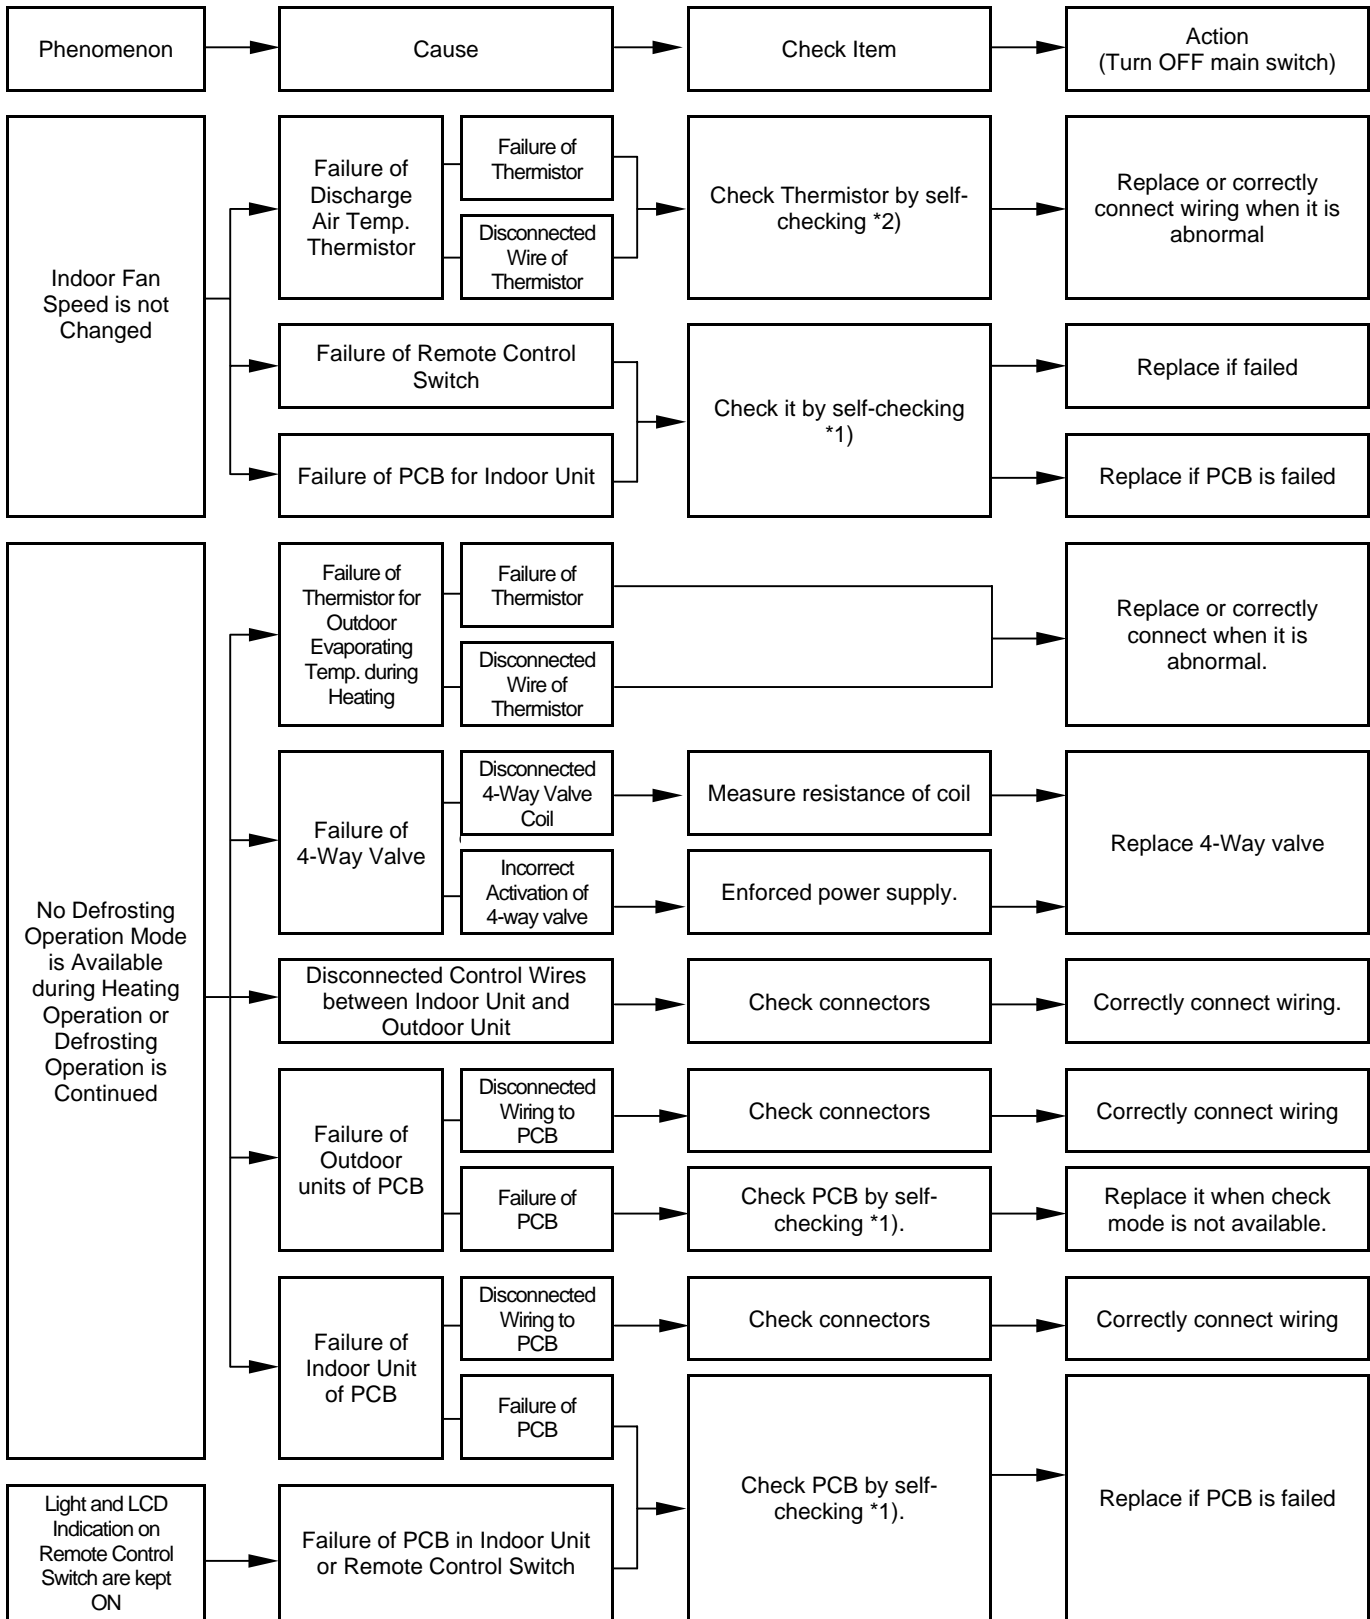 Phenomenon
Cause
Check Item
Action
(Turn OFF main switch)
Indoor Fan
Speed is not
Changed
Failure of
Discharge
Air Temp.
Thermistor
Failure of
Thermistor
Disconnected
Wire of
Thermistor
Check Thermistor by self-
checking *2)
Replace or correctly
connect wiring when it is
abnormal
Failure of Remote Control
Switch
Failure of PCB for Indoor Unit
Check it by self-checking
*1)
Replace if failed
Replace if PCB is failed
No Defrosting
Operation Mode
is Available
during Heating
Operation or
Defrosting
Operation is
Continued
Failure of
Thermistor for
Outdoor
Evaporating
Temp. during
Heating
Failure of
Thermistor
Disconnected
Wire of
Thermistor
Replace or correctly
connect when it is
abnormal.
Failure of
4-Way Valve
Disconnected
4-Way Valve
Coil
Measure resistance of coil
Incorrect
Activation of
4-way valve
Enforced power supply.
Replace 4-Way valve
Disconnected Control Wires
between Indoor Unit and
Outdoor Unit
Check connectors
Correctly connect wiring.
Failure of
Outdoor
units of PCB
Disconnected
Wiring to
PCB
Check connectors
Correctly connect wiring
Failure of
PCB
Check PCB by self-
checking *1).
Replace it when check
mode is not available.
Failure of
Indoor Unit
of PCB
Disconnected
Wiring to
PCB
Check connectors
Correctly connect wiring
Failure of
PCB
Check PCB by self-
checking *1).
Replace if PCB is failed
Light and LCD
Indication on
Remote Control
Switch are kept
ON
Failure of PCB in Indoor Unit
or Remote Control Switch